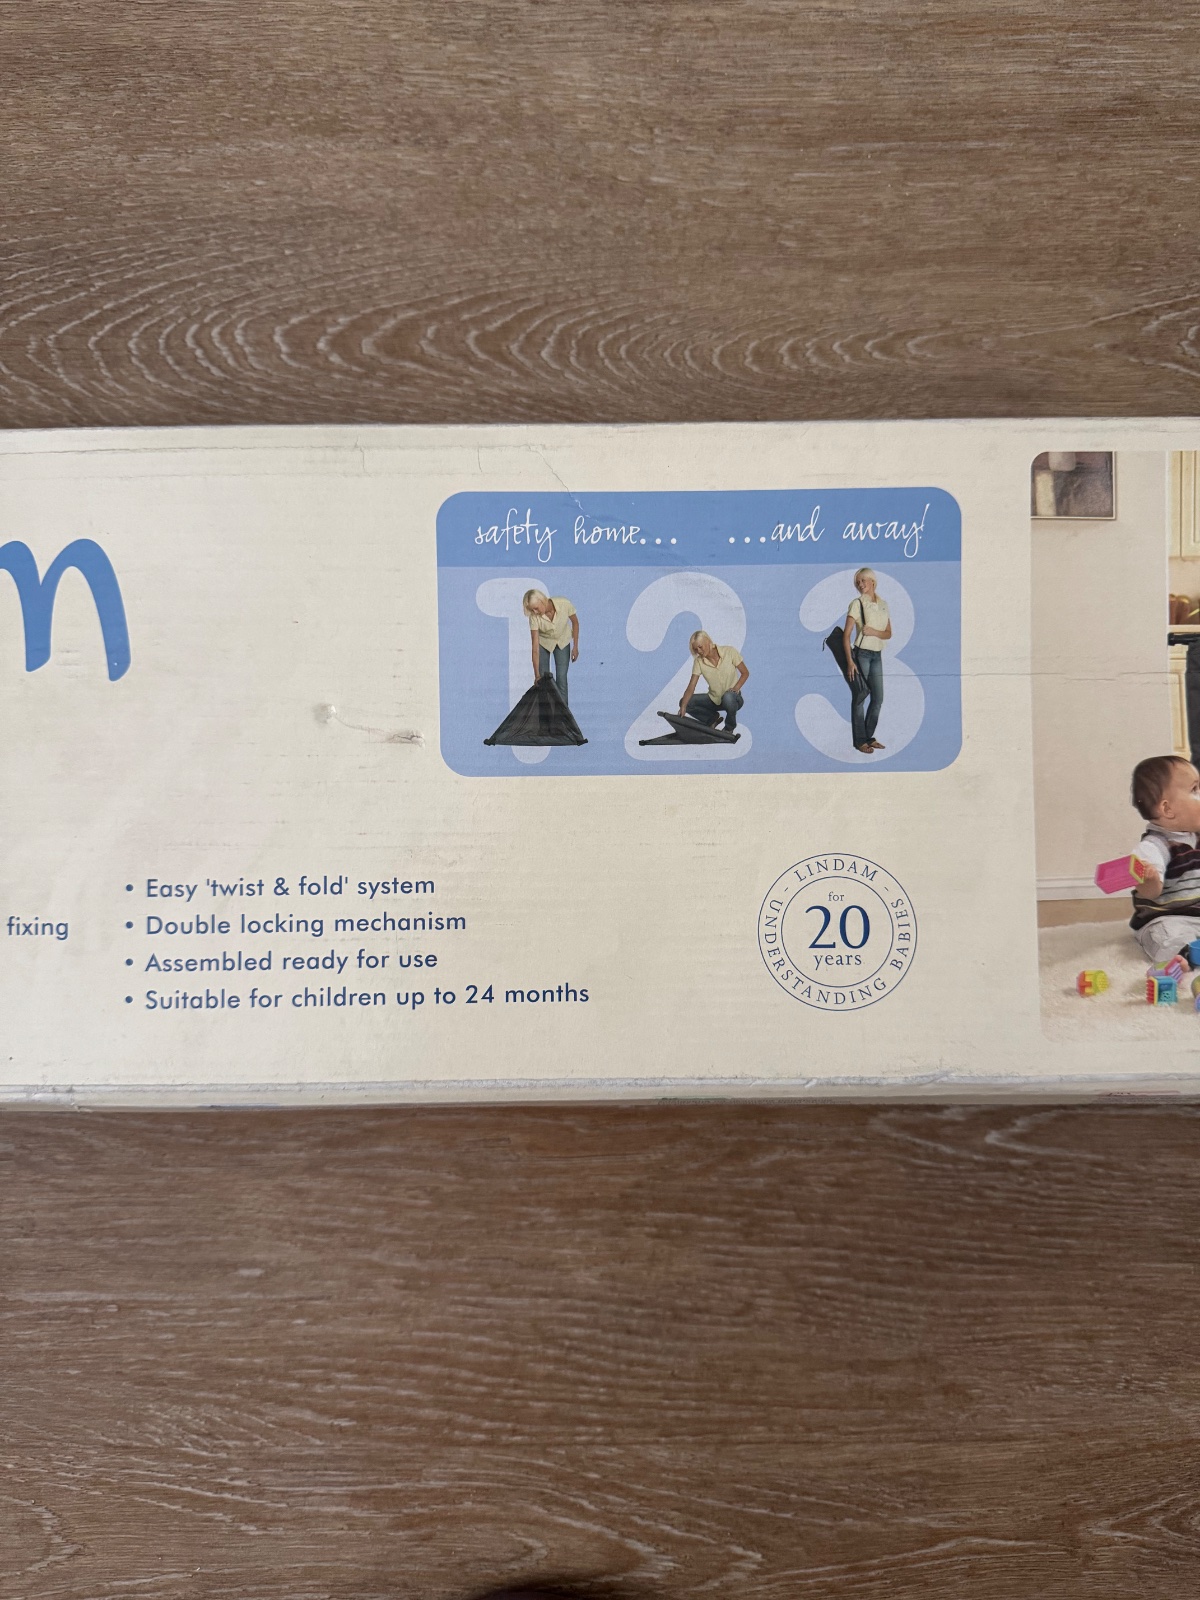 n
safety home... ...and away!
1 2 3
fixing
• Easy 'twist & fold' system
• Double locking mechanism
• Assembled ready for use
• Suitable for children up to 24 months
- LINDAM -
UNDERSTANDING BABIES
for
20
years